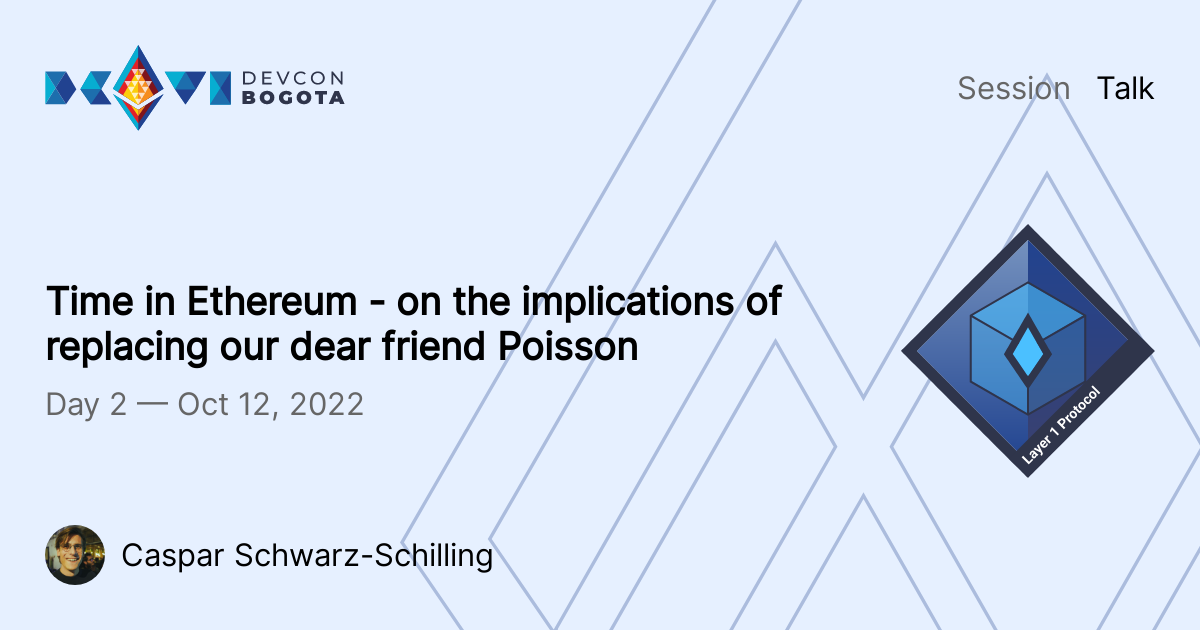 DEVCON
BOGOTA
Session Talk
Time in Ethereum - on the implications of
replacing our dear friend Poisson
Day 2 — Oct 12, 2022
Layer 1 Protocol
Caspar Schwarz-Schilling